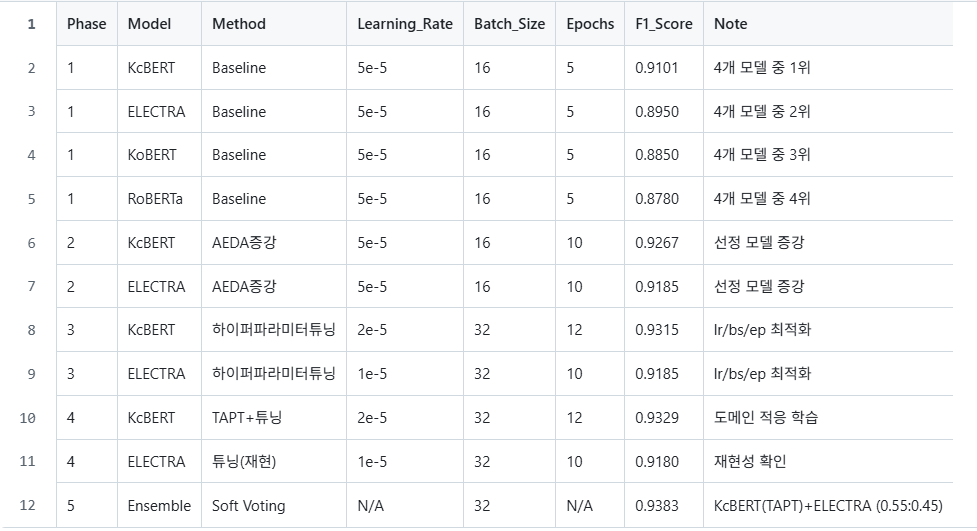 1 Phase Model Method Learning_Rate Batch_Size Epochs F1_Score Note
2 1 KcBERT Baseline 5e-5 16 5 0.9101 4개 모델 중 1위
3 1 ELECTRA Baseline 5e-5 16 5 0.8950 4개 모델 중 2위
4 1 KoBERT Baseline 5e-5 16 5 0.8850 4개 모델 중 3위
5 1 RoBERTa Baseline 5e-5 16 5 0.8780 4개 모델 중 4위
6 2 KcBERT AEDA증강 5e-5 16 10 0.9267 선정 모델 증강
7 2 ELECTRA AEDA증강 5e-5 16 10 0.9185 선정 모델 증강
8 3 KcBERT 하이퍼파라미터튜닝 2e-5 32 12 0.9315 lr/bs/ep 최적화
9 3 ELECTRA 하이퍼파라미터튜닝 1e-5 32 10 0.9185 lr/bs/ep 최적화
10 4 KcBERT TAPT+튜닝 2e-5 32 12 0.9329 도메인 적응 학습
11 4 ELECTRA 튜닝(재현) 1e-5 32 10 0.9180 재현성 확인
12 5 Ensemble Soft Voting N/A 32 N/A 0.9383 KcBERT(TAPT)+ELECTRA (0.55:0.45)